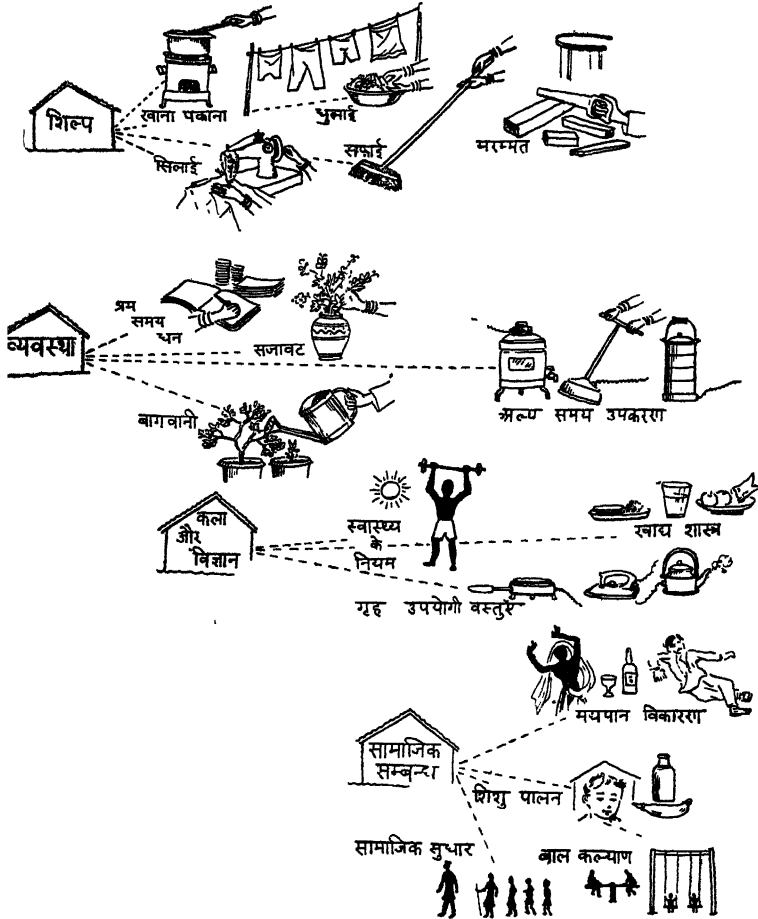 शिल्प
खाना पकाना
धुलाई
सिलाई
सफाई
मरम्मत
व्यवस्था
श्रम
समय
धन
सजावट
अल्प समय उपकरण
बागवानी
कला
और
विज्ञान
स्वास्थ्य
के
नियम
खाद्य शास्त्र
गृह उपयोगी वस्तुएँ
मद्यपान विकारण
सामाजिक
सम्बन्ध
शिशु पालन
सामाजिक सुधार
बाल कल्याण